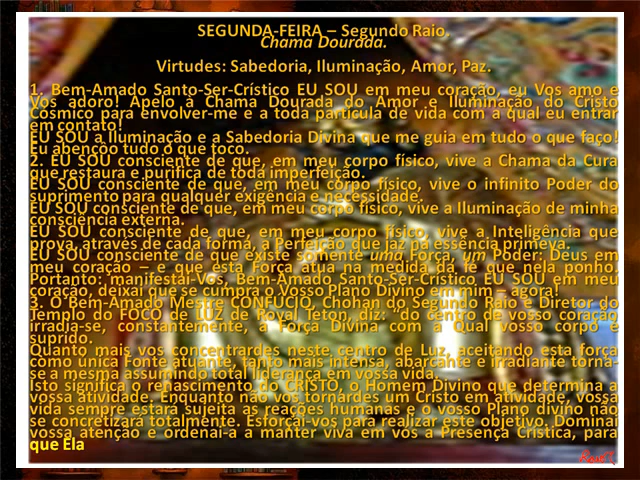 SEGUNDA-FEIRA – Segundo Raio.
Chama Dourada.
Virtudes: Sabedoria, Iluminação, Amor, Paz.
1. Bem-Amado Santo-Ser-Crístico EU SOU em meu coração, eu Vos amo e
Vos adoro! Apelo à Chama Dourada do Amor e Iluminação do Cristo
Cósmico para envolver-me e a toda partícula de vida com a qual eu entrar
em contato!
EU SOU a Iluminação e a Sabedoria Divina que me guia em tudo o que faço!
Eu abençoo tudo o que toco.
2. EU SOU consciente de que, em meu corpo físico, vive a Chama da Cura
que restaura e purifica de toda imperfeição.
EU SOU consciente de que, em meu corpo físico, vive o infinito Poder do
suprimento para qualquer exigência e necessidade.
EU SOU consciente de que, em meu corpo físico, vive a Iluminação de minha
consciência externa.
EU SOU consciente de que, em meu corpo físico, vive a Inteligência que
prova, através de cada forma, a Perfeição que jaz na essência primeva.
EU SOU consciente de que existe somente uma Força, um Poder: Deus em
meu coração – e que esta Força atua na medida da fé que nela ponho.
Portanto: manifestai-Vos, Bem-Amado Santo-Ser-Crístico EU SOU em meu
coração, deixai que se cumpra o Vosso Plano Divino em mim – agora!
3. O Bem-Amado Mestre CONFÚCIO, Chohan do Segundo Raio e Diretor do
Templo do FOCO de LUZ de Royal Teton, diz: “do centro de vosso coração
irradia-se, constantemente, a Força Divina com a Qual vosso corpo é
suprido.
Quanto mais vos concentrardes neste centro de Luz, aceitando esta força
como única Fonte atuante, tanto mais intensa, abarcante e irradiante torna-
se a mesma assumindo total liderança em vossa vida.
Isto significa o renascimento do CRISTO, o Homem Divino que determina a
vossa atividade. Enquanto não vos tornardes um Cristo em atividade, vossa
vida sempre estará sujeita as reações humanas e o vosso Plano divino não
se concretizará totalmente. Esforçai-vos para realizar este objetivo. Dominai
vossa atenção e ordenai-a a manter viva em vós a Presença Crística, para
que Ela